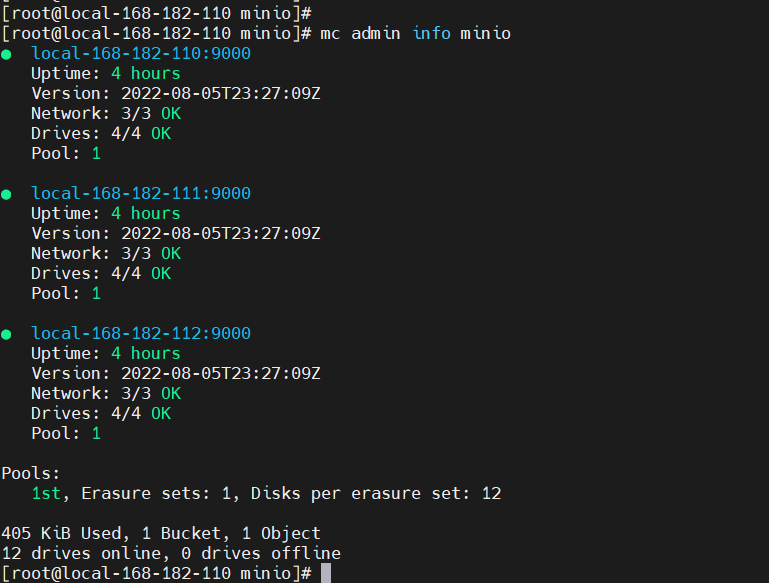 [root@local-168-182-110 minio]#
[root@local-168-182-110 minio]# mc admin info minio
● local-168-182-110:9000
Uptime: 4 hours
Version: 2022-08-05T23:27:09Z
Network: 3/3 OK
Drives: 4/4 OK
Pool: 1
● local-168-182-111:9000
Uptime: 4 hours
Version: 2022-08-05T23:27:09Z
Network: 3/3 OK
Drives: 4/4 OK
Pool: 1
● local-168-182-112:9000
Uptime: 4 hours
Version: 2022-08-05T23:27:09Z
Network: 3/3 OK
Drives: 4/4 OK
Pool: 1
Pools:
1st, Erasure sets: 1, Disks per erasure set: 12
405 KiB Used, 1 Bucket, 1 Object
12 drives online, 0 drives offline
[root@local-168-182-110 minio]#